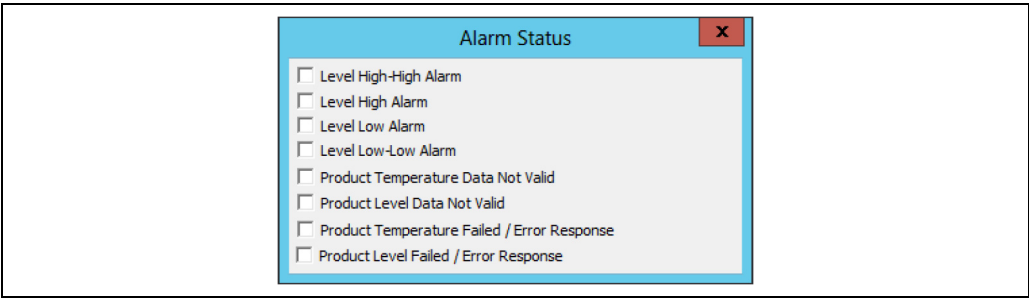 Alarm Status
x
Level High-High Alarm
Level High Alarm
Level Low Alarm
Level Low-Low Alarm
Product Temperature Data Not Valid
Product Level Data Not Valid
Product Temperature Failed / Error Response
Product Level Failed / Error Response